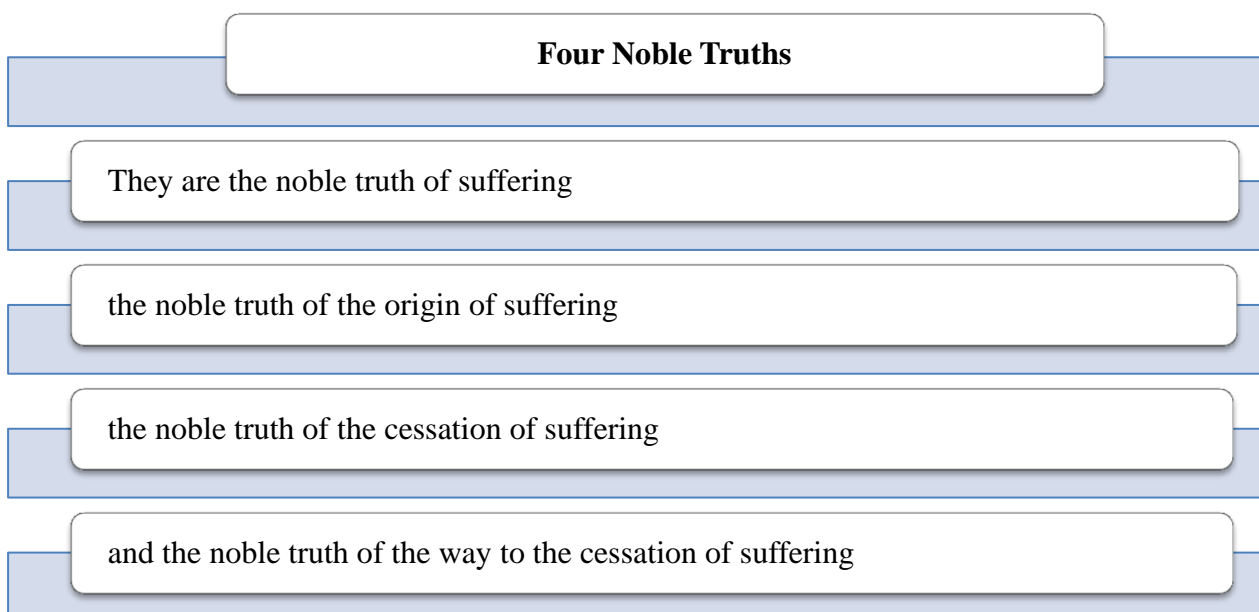 Four Noble Truths
They are the noble truth of suffering
the noble truth of the origin of suffering
the noble truth of the cessation of suffering
and the noble truth of the way to the cessation of suffering